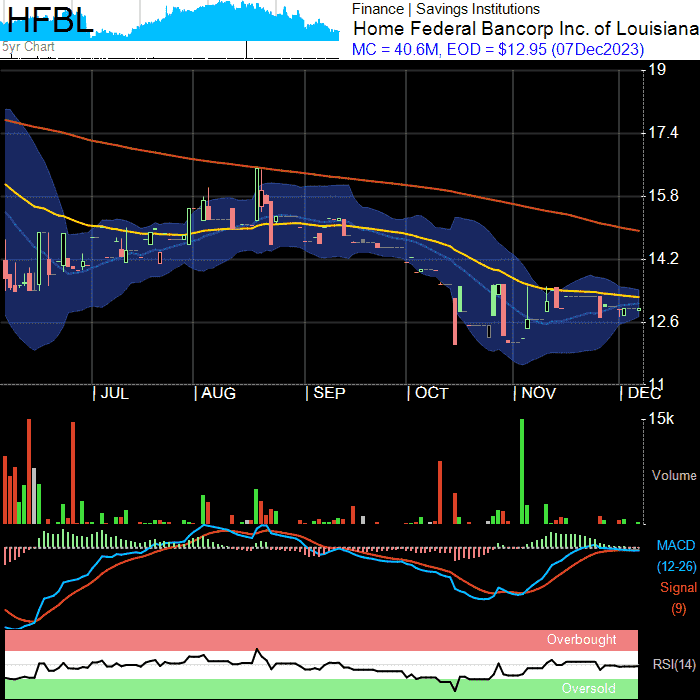 HFBL
5yr Chart
Finance | Savings Institutions
Home Federal Bancorp Inc. of Louisiana
MC = 40.6M, EOD = $12.95 (07Dec2023)
19
17.4
15.8
14.2
12.6
11
| JUL
| AUG
| SEP
| OCT
| NOV
| DEC
15k
Volume
MACD
(12-26)
Signal
(9)
Overbought
RSI(14)
Oversold